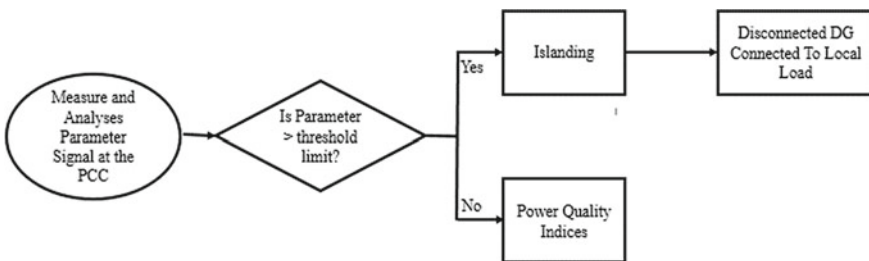 Measure and
Analyses
Parameter
Signal at the
PCC
Is Parameter
> threshold
limit?
Yes
No
Islanding
Disconnected DG
Connected To Local
Load
Power Quality
Indices